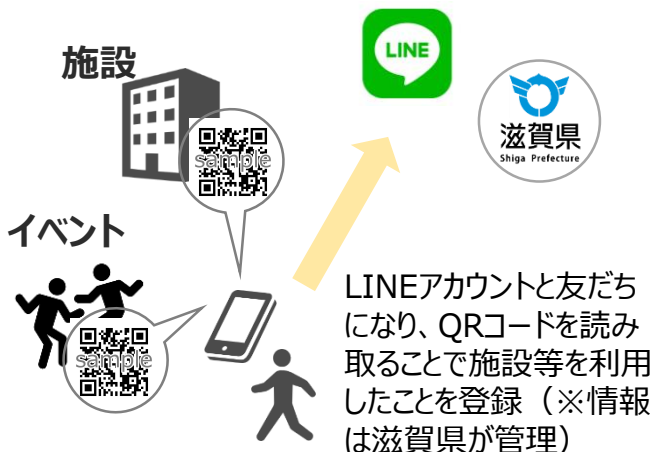 LINE
施設
滋賀県
Shiga Prefecture
sample
イベント
sample
LINEアカウントと友だち
になり、QRコードを読み
取ることで施設等を利用
したことを登録（※情報
は滋賀県が管理）